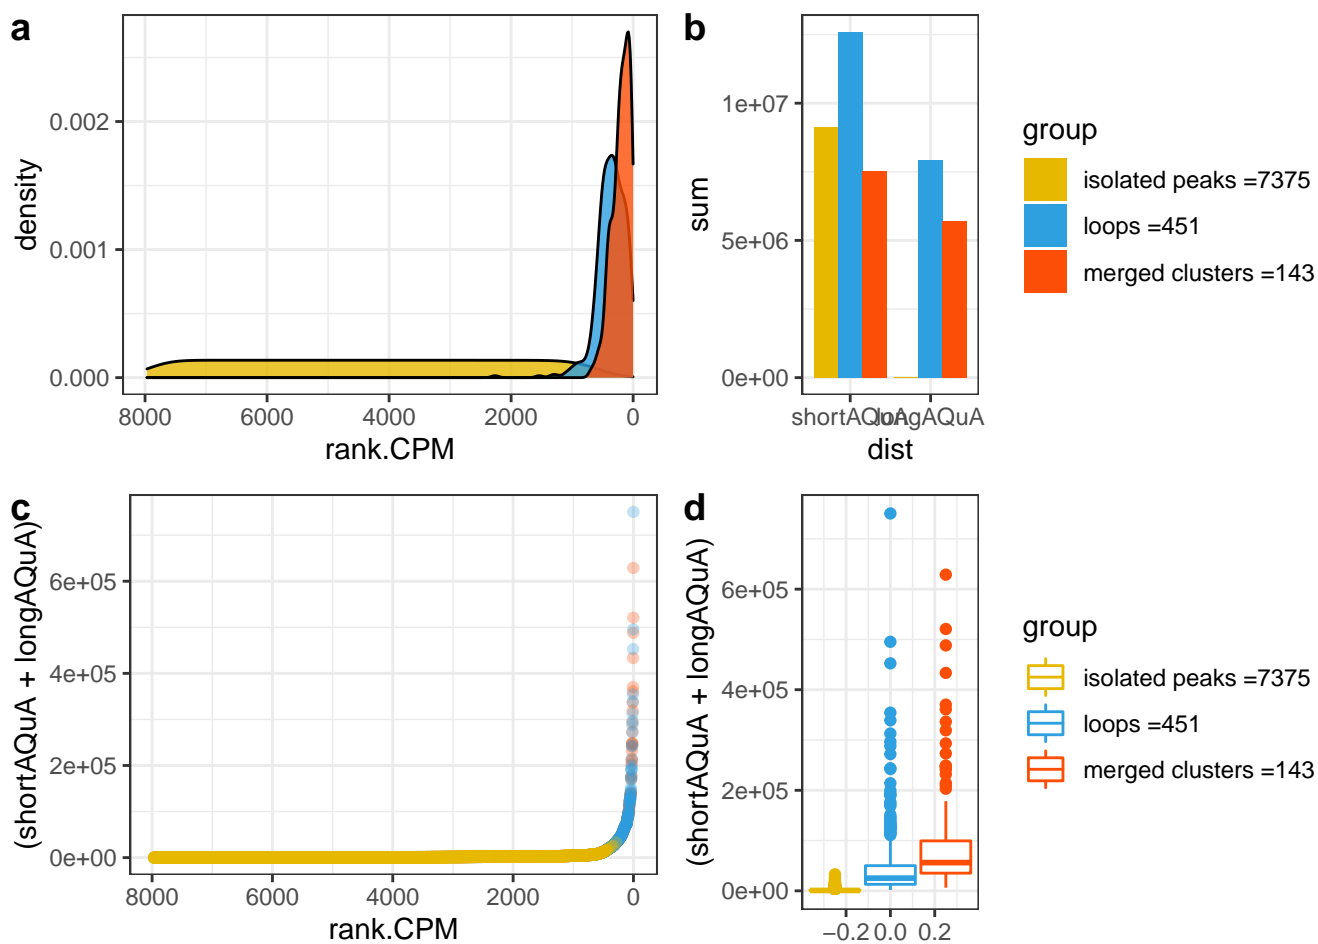 a
density
0.002
0.001
0.000
8000 6000 4000 2000 0
rank.CPM
b
sum
1e+07
5e+06
0e+00
shortAQuA longAQuA
dist
group
isolated peaks =7375
loops =451
merged clusters =143
c
(shortAQuA + longAQuA)
6e+05
4e+05
2e+05
0e+00
8000 6000 4000 2000 0
rank.CPM
d
(shortAQuA + longAQuA)
6e+05
4e+05
2e+05
0e+00
−0.2 0.0 0.2
group
isolated peaks =7375
loops =451
merged clusters =143